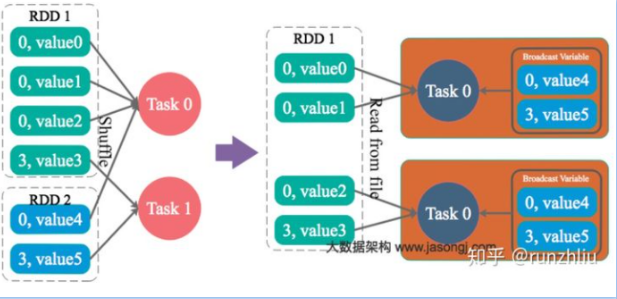 RDD 1
0, value0
0, value1
0, value2
3, value3
Shuffle
RDD 2
0, value4
3, value5
Task 0
Task 1
RDD 1
0, value0
0, value1
0, value2
3, value3
Read from file
Task 0
Broadcast Variable
0, value4
3, value5
Task 0
Broadcast Variable
0, value4
3, value5
大数据架构 www.jasongj.com
知乎 @runzhliu